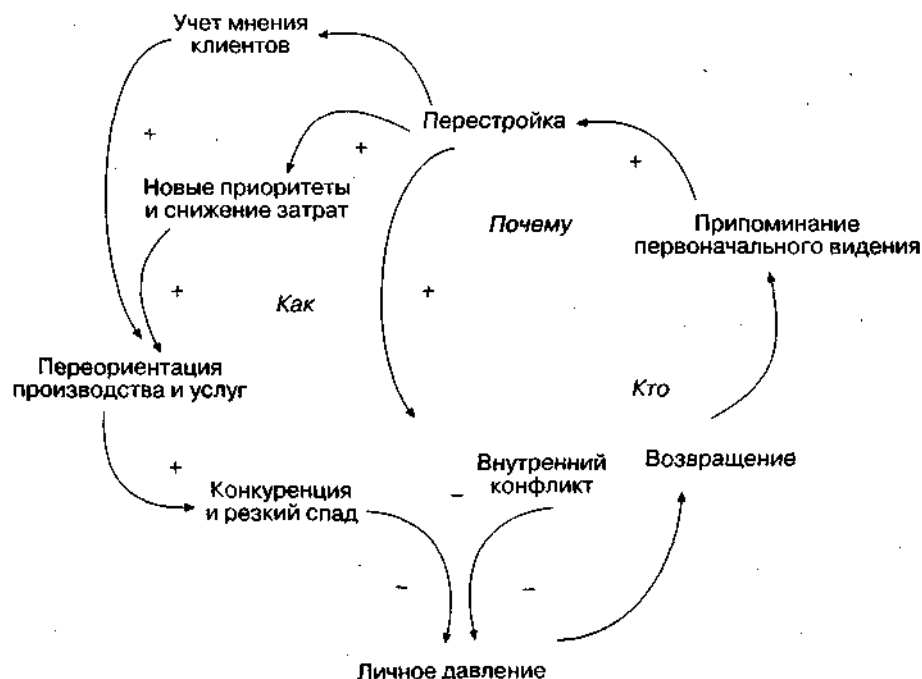 Учет мнения
клиентов
+
Перестройка
+
+
Новые приоритеты
и снижение затрат
Почему
Припоминание
первоначального видения
+
Как
+
Переориентация
производства и услуг
Кто
+
Конкуренция
и резкий спад
–
Внутренний
конфликт
Возвращение
–
–
Личное давление